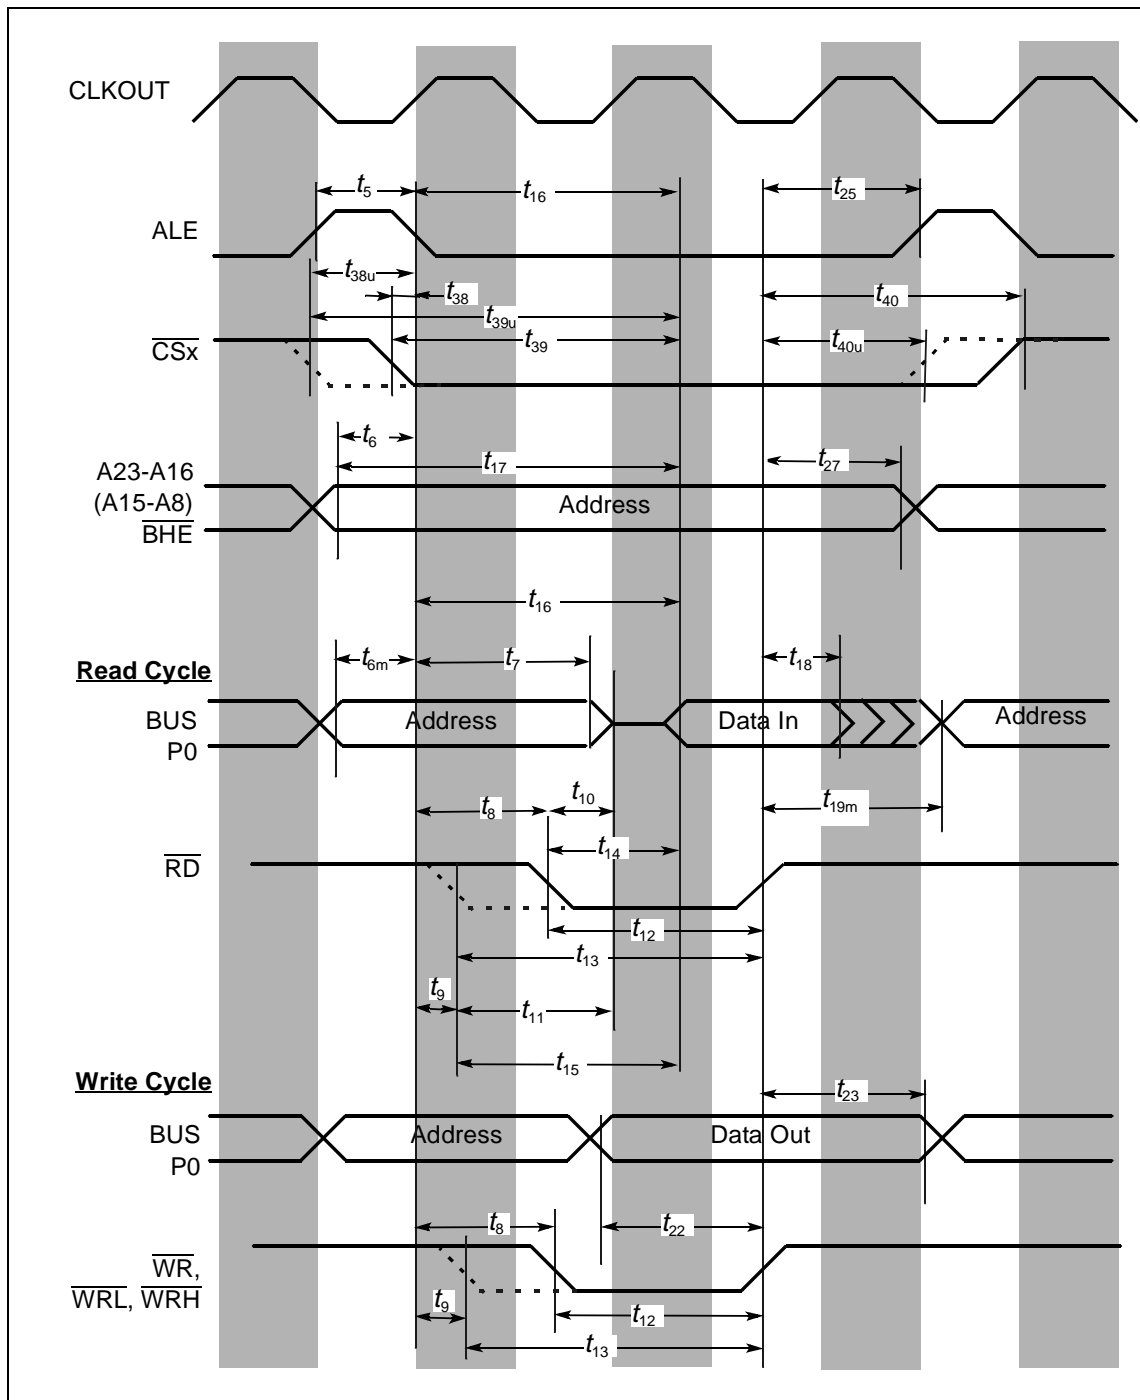 CLKOUT
t5
t16
t25
ALE
t38u
t38
t40
t39u
CSx
t39
t40u
t6
A23-A16
t17
t27
(A15-A8)
Address
BHE
t16
Read Cycle
t6m
t7
t18
BUS
Address
Data In
Address
P0
t8
t10
t19m
t14
RD
t12
t13
t9
t11
t15
Write Cycle
t23
BUS
Address
Data Out
P0
t8
t22
WR,
WRL, WRH
t9
t12
t13